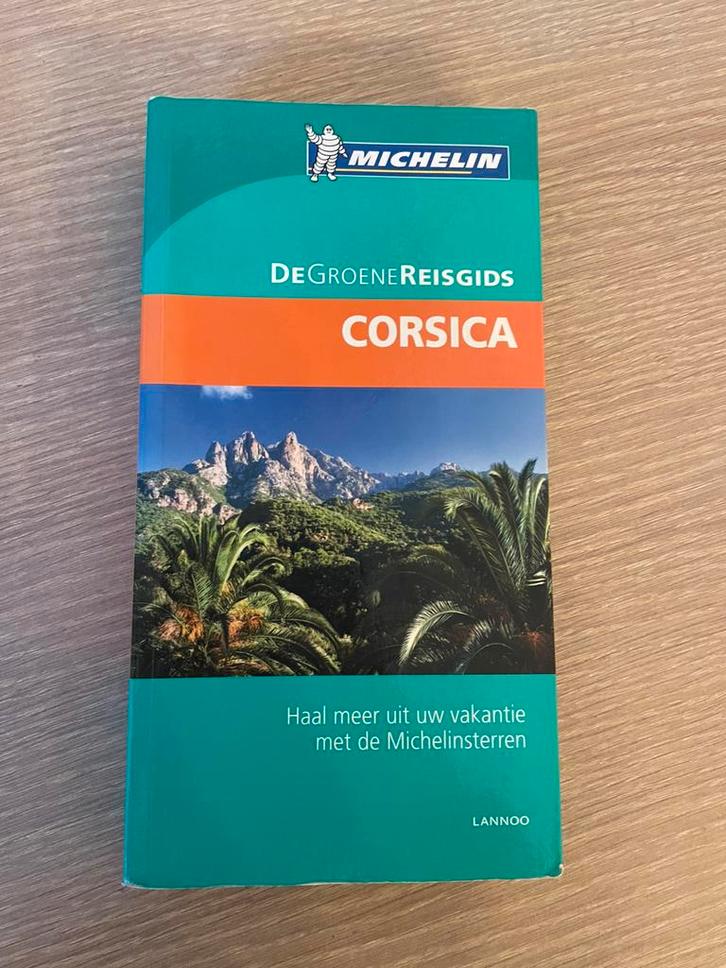 MICHELIN
DEGROENEREISGIDS
CORSICA
Haal meer uit uw vakantie
met de Michelinsterren
LANNOO